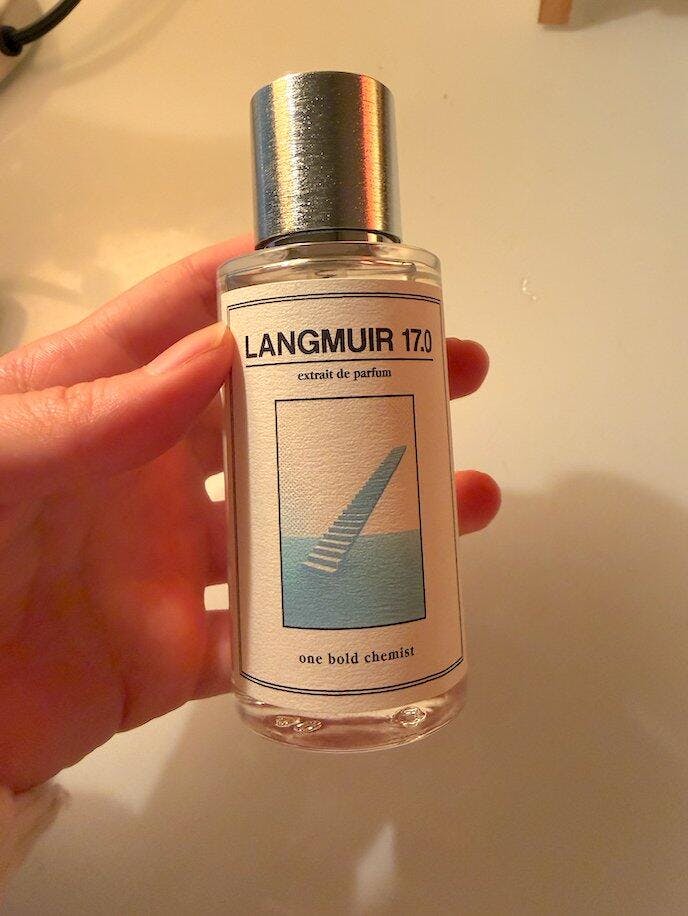 LANGMUIR 17.0
extrait de parfum
one bold chemist